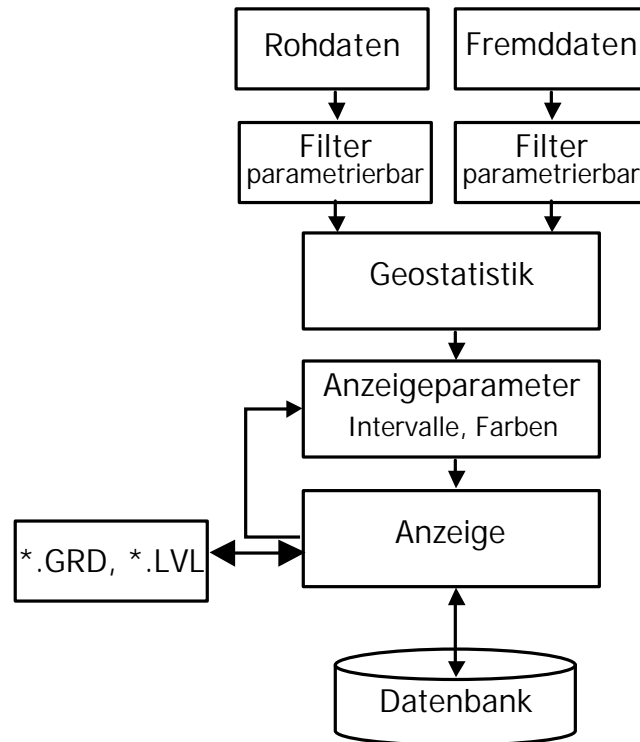 Rohdaten
Fremddaten
Filter
parametrierbar
Filter
parametrierbar
Geostatistik
Anzeigeparameter
Intervalle, Farben
Anzeige
*.GRD, *.LVL
Datenbank